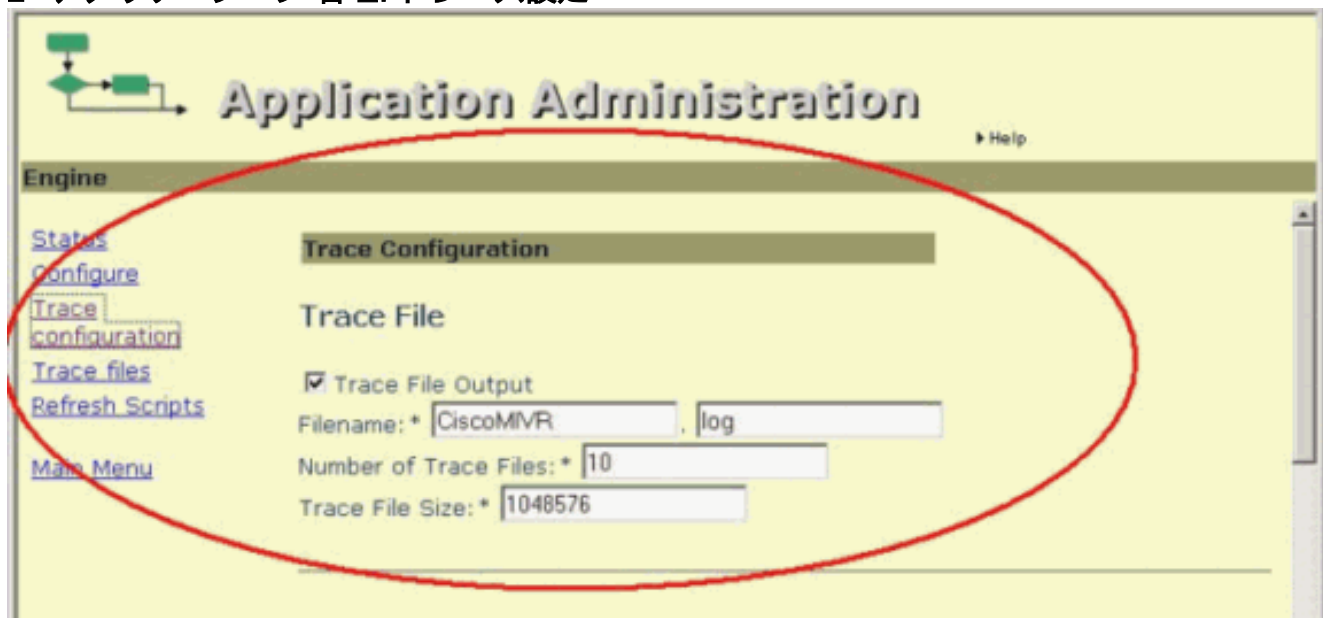 Application Administration
Help
Engine
Status
Configure
Trace
configuration
Trace files
Refresh Scripts
Main Menu
Trace Configuration
Trace File
Trace File Output
Filename:* CiscoMIVR . log
Number of Trace Files:* 10
Trace File Size:* 1048576